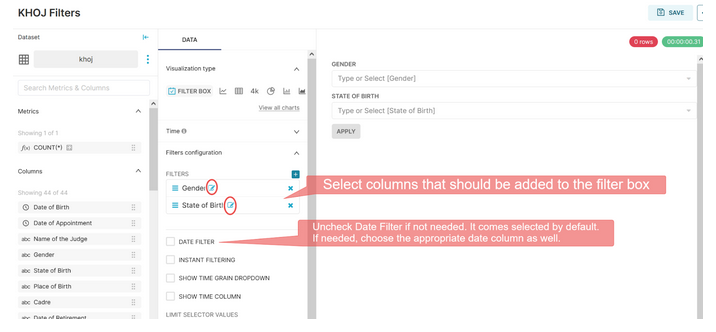 KHOJ Filters
SAVE
Dataset
khoj
Search Metrics & Columns
Metrics
Showing 1 of 1
f(x) COUNT(*)
Columns
Showing 44 of 44
Date of Birth
Date of Appointment
abc Name of the Judge
abc Gender
abc State of Birth
abc Place of Birth
abc Cadre
Date of Retirement
DATA
Visualization type
FILTER BOX
4k
View all charts
Time
Filters configuration
FILTERS
Gender
State of Birth
DATE FILTER
INSTANT FILTERING
SHOW TIME GRAIN DROPDOWN
SHOW TIME COLUMN
LIMIT SELECTOR VALUES
0 rows
00:00:00.31
GENDER
Type or Select [Gender]
STATE OF BIRTH
Type or Select [State of Birth]
APPLY
Select columns that should be added to the filter box
Uncheck Date Filter if not needed. It comes selected by default.
If needed, choose the appropriate date column as well.